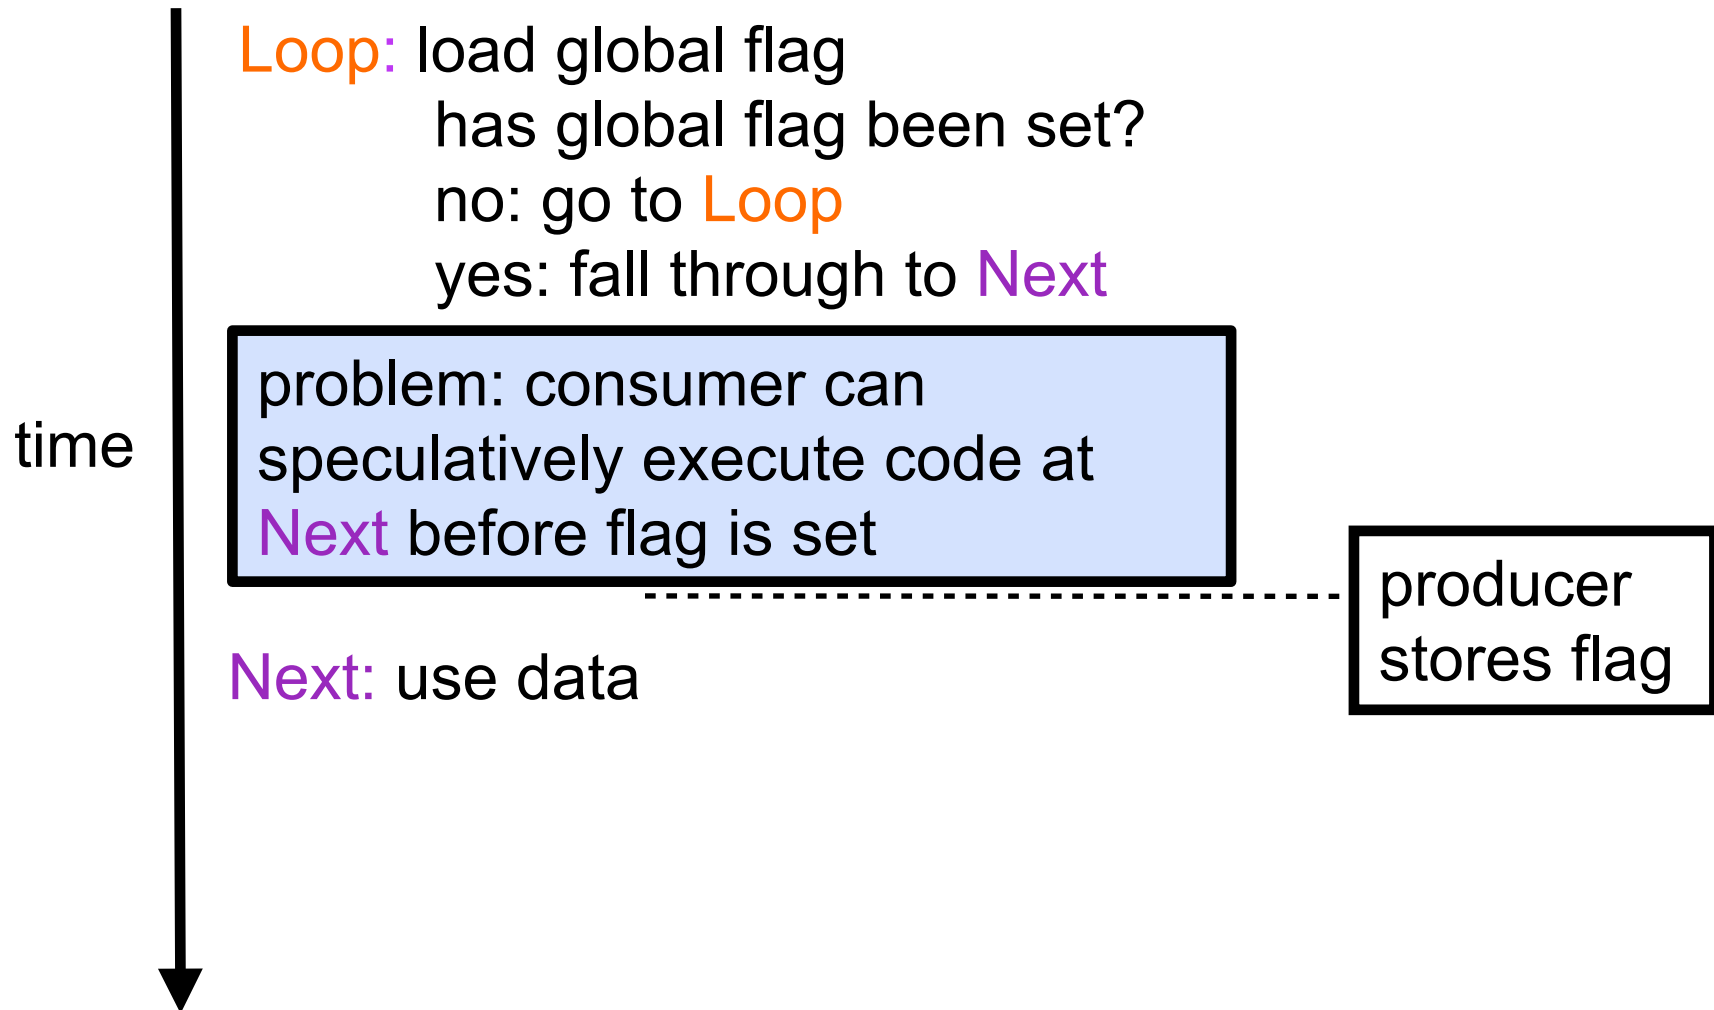 Loop: load global flag
has global flag been set?
no: go to Loop
yes: fall through to Next
problem: consumer can
speculatively execute code at
Next before flag is set
time
producer
stores flag
Next: use data